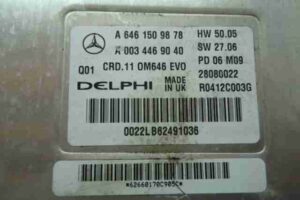 A 646 150 98 78 HW 50.05
A 003 446 90 40 SW 27.06
Q01 CRD.11 OM646 EVO PD 06 M09
DELPHI MADE IN UK 28080022
R0412C003G
0022LB62491036
*62660170C905C*